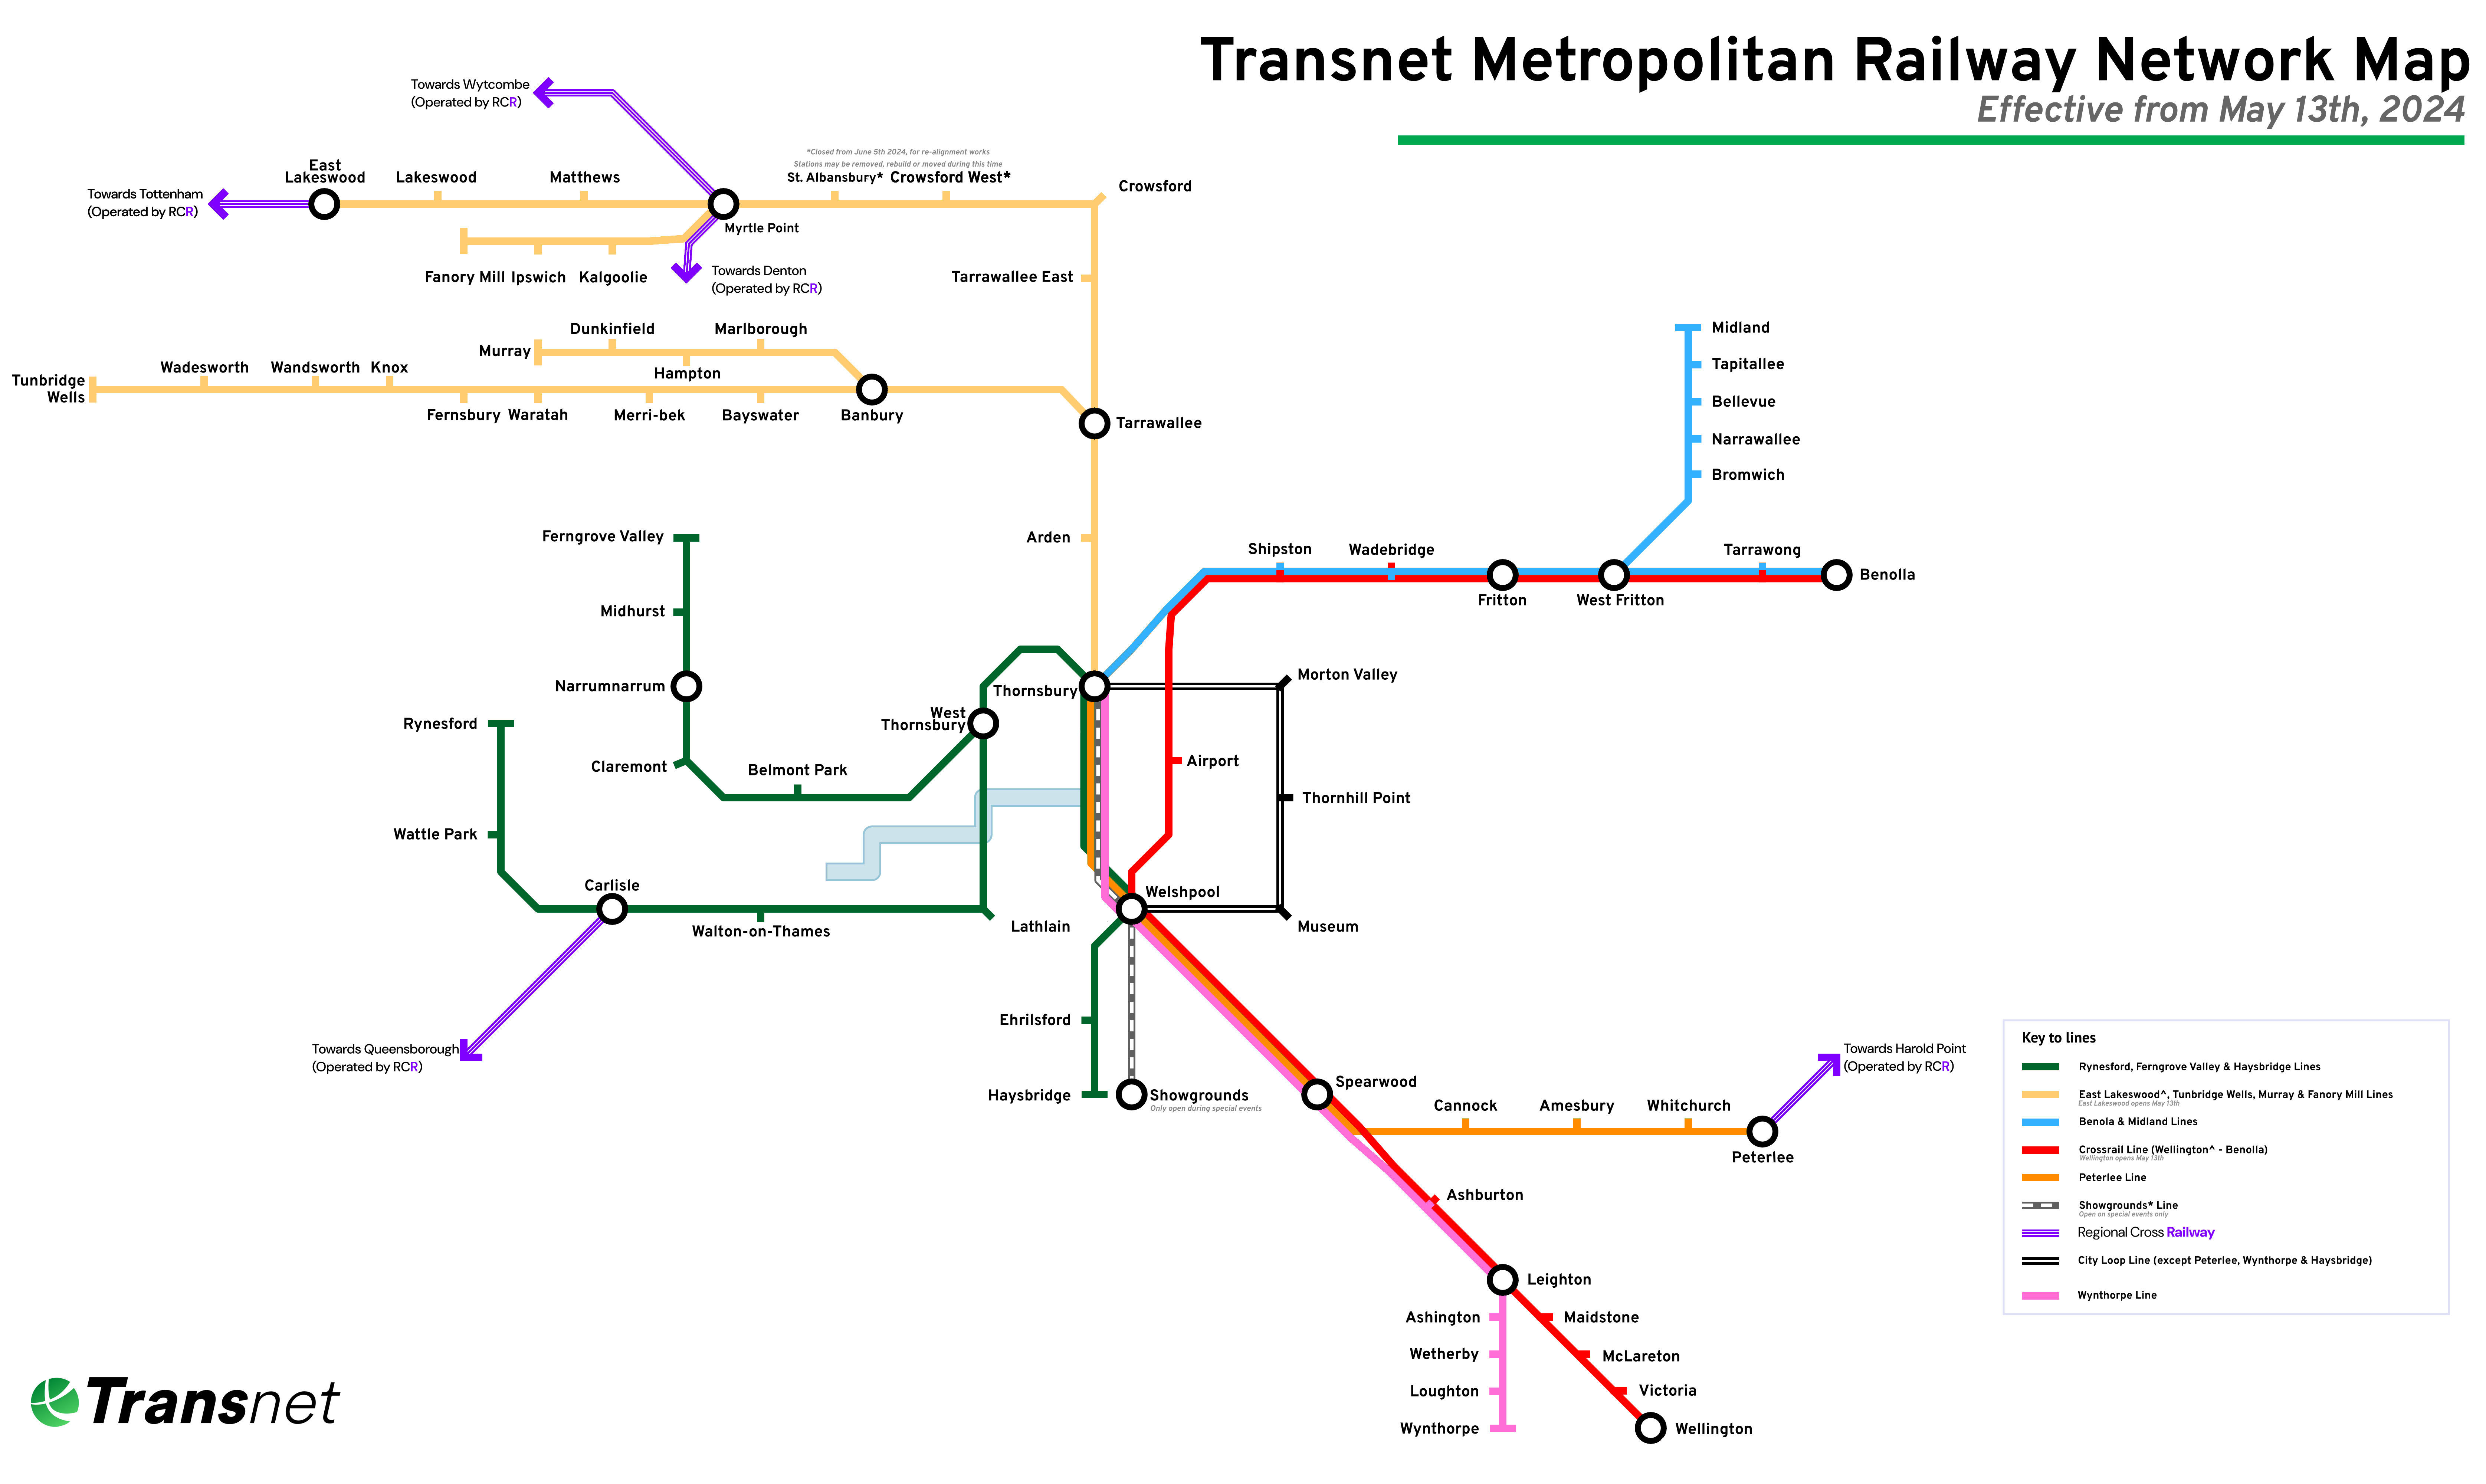 Transnet Metropolitan Railway Network Map
Effective from May 13th, 2024
Towards Wytcombe
(Operated by RCR)
*Closed from June 5th 2024, for re-alignment works
Stations may be removed, rebuild or moved during this time
East
Lakeswood
Lakeswood
Matthews
St. Albansbury*
Crowsford West*
Crowsford
Towards Tottenham
(Operated by RCR)
Myrtle Point
Fanory Mill
Ipswich
Kalgoolie
Towards Denton
(Operated by RCR)
Tarrawallee East
Dunkinfield
Marlborough
Murray
Hampton
Wadesworth
Wandsworth
Knox
Tunbridge
Wells
Fernsbury
Waratah
Merri-bek
Bayswater
Banbury
Tarrawallee
Midland
Tapitallee
Bellevue
Narrawallee
Bromwich
Ferngrove Valley
Arden
Shipston
Wadebridge
Tarrawong
Benolla
Fritton
West Fritton
Midhurst
Narrumnarrum
Thornsbury
Morton Valley
West
Thornsbury
Rynesford
Claremont
Belmont Park
Airport
Thornhill Point
Wattle Park
Carlisle
Welshpool
Walton-on-Thames
Lathlain
Museum
Ehrilsford
Towards Queensborough
(Operated by RCR)
Haysbridge
Showgrounds
Only open during special events
Spearwood
Cannock
Amesbury
Whitchurch
Peterlee
Towards Harold Point
(Operated by RCR)
Ashburton
Leighton
Ashington
Maidstone
Wetherby
McLareton
Loughton
Victoria
Wynthorpe
Wellington
Key to lines
Rynesford, Ferngrove Valley & Haysbridge Lines
East Lakeswood^, Tunbridge Wells, Murray & Fanory Mill Lines
East Lakeswood opens May 13th
Benola & Midland Lines
Crossrail Line (Wellington^ - Benolla)
Wellington opens May 13th
Peterlee Line
Showgrounds* Line
Open on special events only
Regional Cross Railway
City Loop Line (except Peterlee, Wynthorpe & Haysbridge)
Wynthorpe Line
Transnet